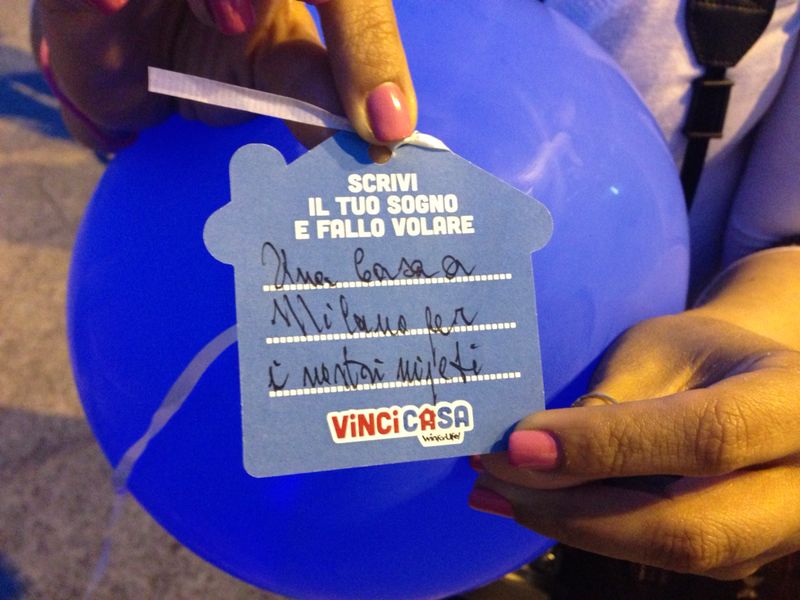 SCRIVI
IL TUO SOGNO
E FALLO VOLARE
Una Casa a
Milano per
i nostri nipoti
VINCICASA
Win for Life!